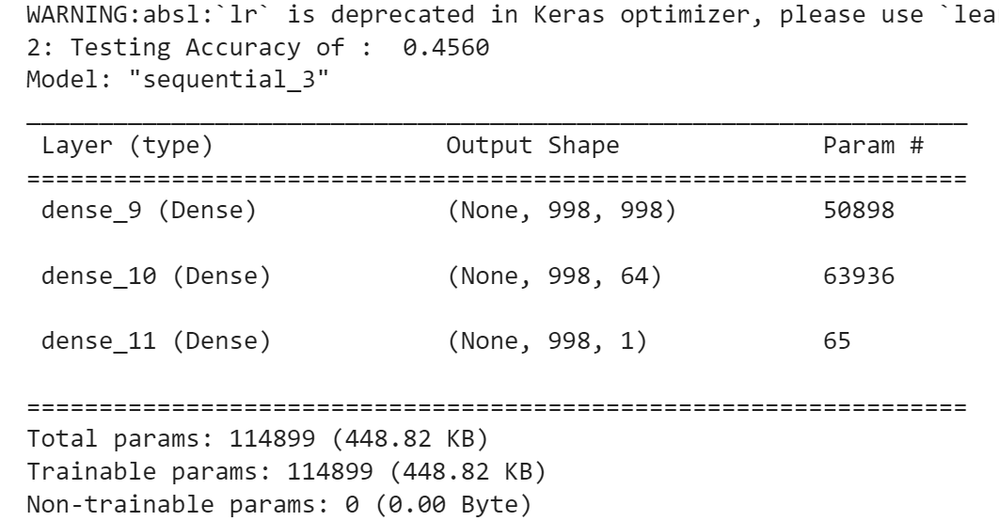 WARNING:absl:`lr` is deprecated in Keras optimizer, please use `lea
2: Testing Accuracy of :  0.4560
Model: "sequential_3"
_________________________________________________________________
 Layer (type)                Output Shape              Param #
=================================================================
 dense_9 (Dense)             (None, 998, 998)          50898
 dense_10 (Dense)            (None, 998, 64)           63936
 dense_11 (Dense)            (None, 998, 1)            65
=================================================================
Total params: 114899 (448.82 KB)
Trainable params: 114899 (448.82 KB)
Non-trainable params: 0 (0.00 Byte)